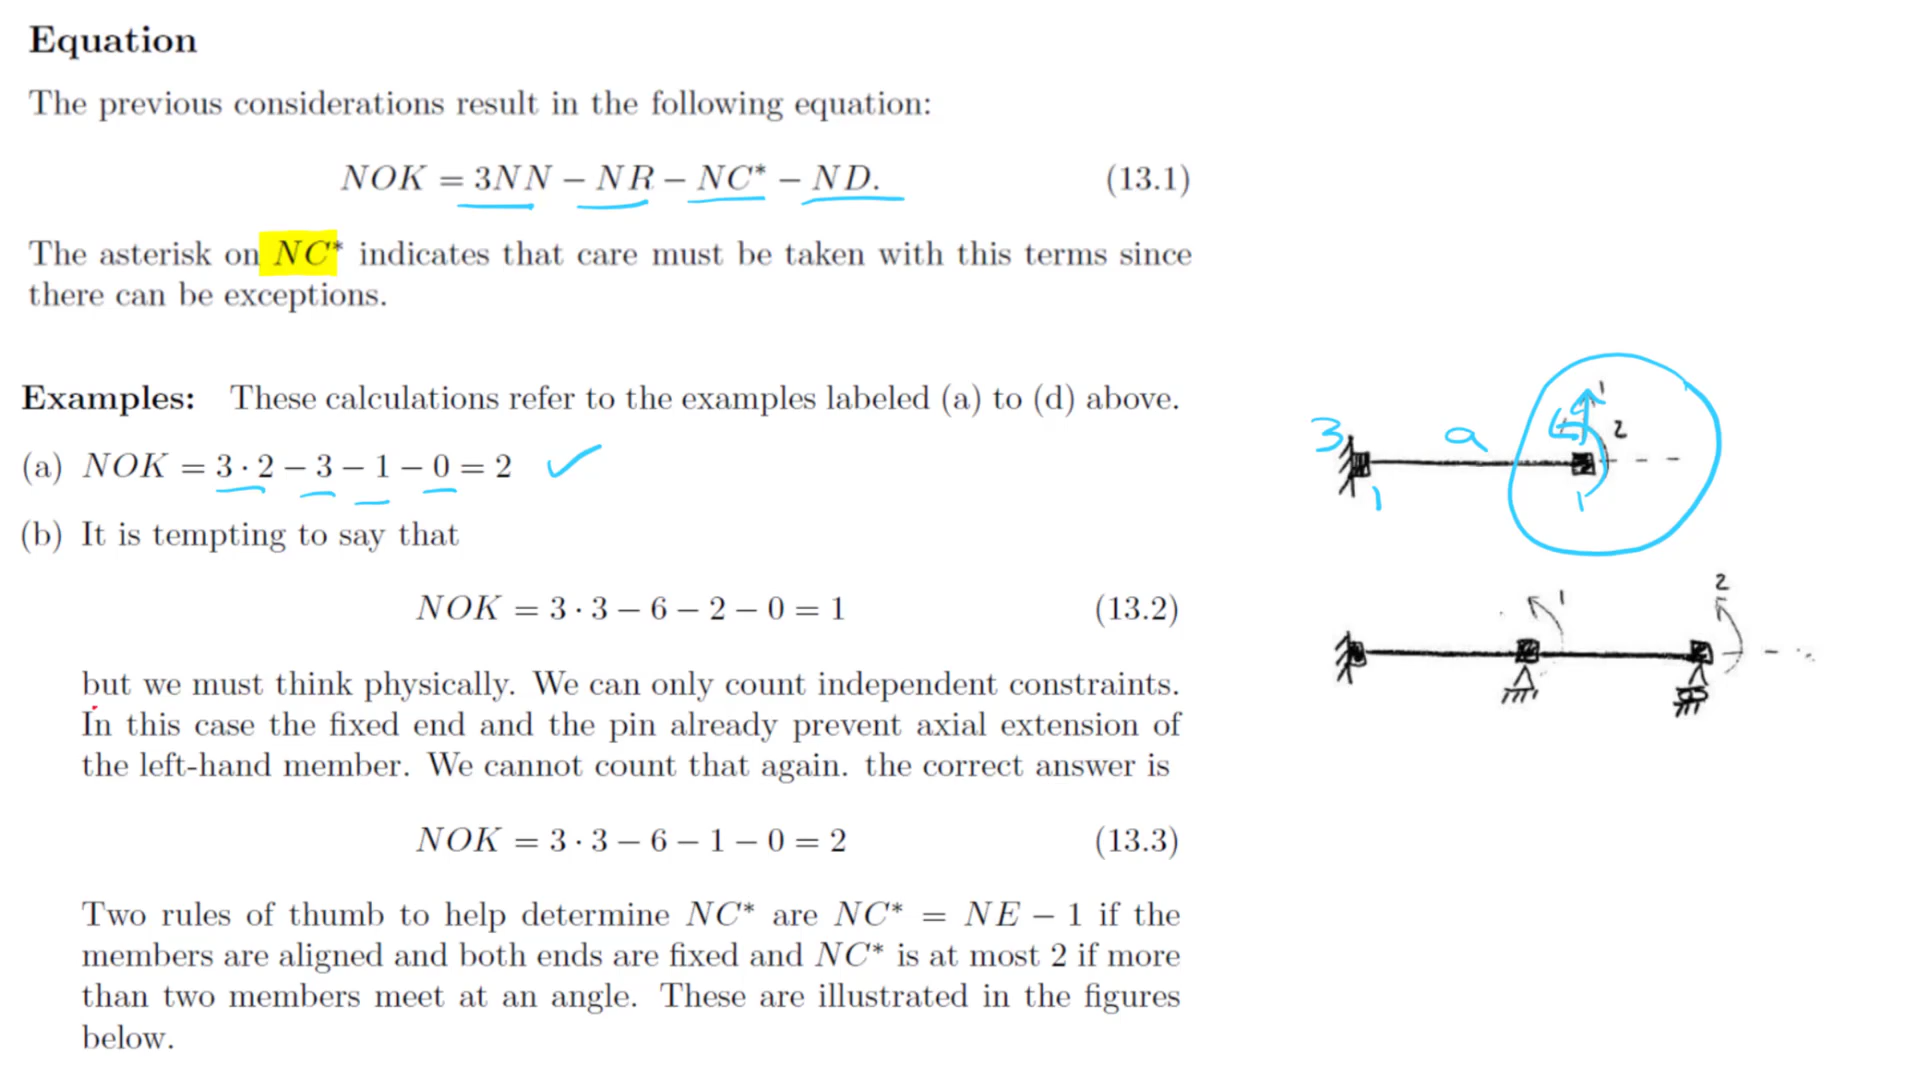 Equation
The previous considerations result in the following equation:
NOK = 3NN − NR − NC* − ND. (13.1)
The asterisk on NC* indicates that care must be taken with this terms since
there can be exceptions.
Examples: These calculations refer to the examples labeled (a) to (d) above.
(a) NOK = 3 · 2 − 3 − 1 − 0 = 2
(b) It is tempting to say that
NOK = 3 · 3 − 6 − 2 − 0 = 1 (13.2)
but we must think physically. We can only count independent constraints.
In this case the fixed end and the pin already prevent axial extension of
the left-hand member. We cannot count that again. the correct answer is
NOK = 3 · 3 − 6 − 1 − 0 = 2 (13.3)
Two rules of thumb to help determine NC* are NC* = NE − 1 if the
members are aligned and both ends are fixed and NC* is at most 2 if more
than two members meet at an angle. These are illustrated in the figures
below.
1
3 a 2
1 1
1 2